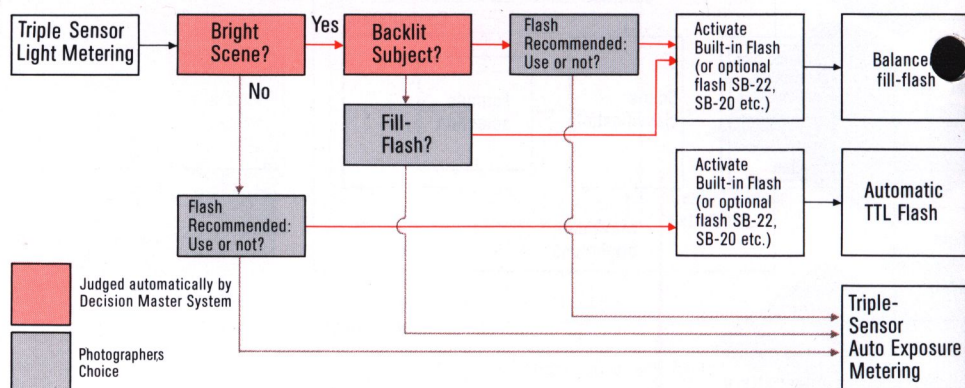 Triple Sensor
Light Metering
Bright
Scene?
Yes
Backlit
Subject?
Flash
Recommended:
Use or not?
Activate
Built-in Flash
(or optional
flash SB-22,
SB-20 etc.)
Balance
fill-flash
No
Fill-
Flash?
Flash
Recommended:
Use or not?
Activate
Built-in Flash
(or optional
flash SB-22,
SB-20 etc.)
Automatic
TTL Flash
Judged automatically by
Decision Master System
Photographers
Choice
Triple-
Sensor
Auto Exposure
Metering